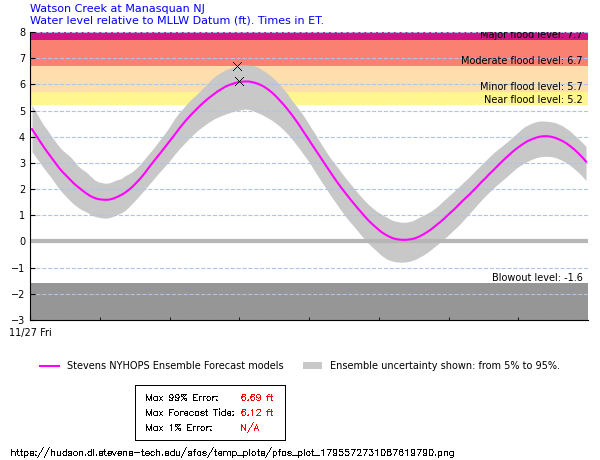 Watson Creek at Manasquan NJ
Water level relative to MLLW Datum (ft). Times in ET.
8
Major flood level: 7.7
7
Moderate flood level: 6.7
6
Minor flood level: 5.7
Near flood level: 5.2
5
4
3
2
1
0
−1
Blowout level: -1.6
−2
−3
11/27 Fri
Stevens NYHOPS Ensemble Forecast models
Ensemble uncertainty shown: from 5% to 95%.
Max 99% Error: 6.69 ft
Max Forecast Tide: 6.12 ft
Max 1% Error: N/A
https://hudson.dl.stevens-tech.edu/sfas/temp_plots/pfas_plot_1795572731067619790.png